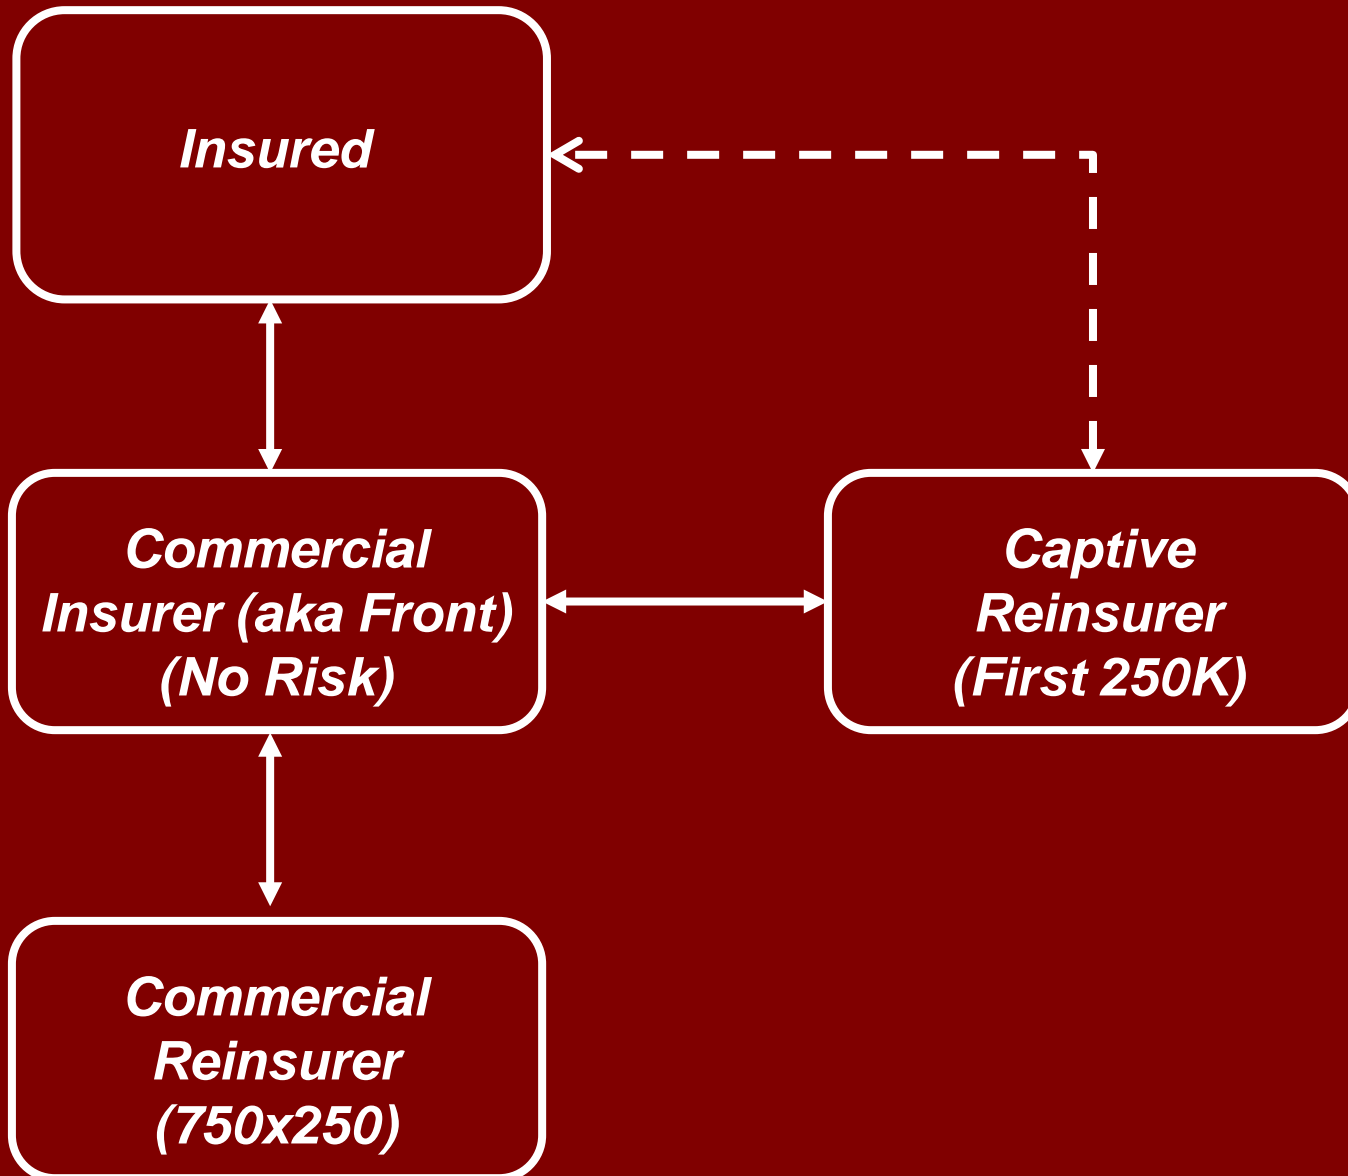 Insured
Commercial
Insurer (aka Front)
(No Risk)
Captive
Reinsurer
(First 250K)
Commercial
Reinsurer
(750x250)